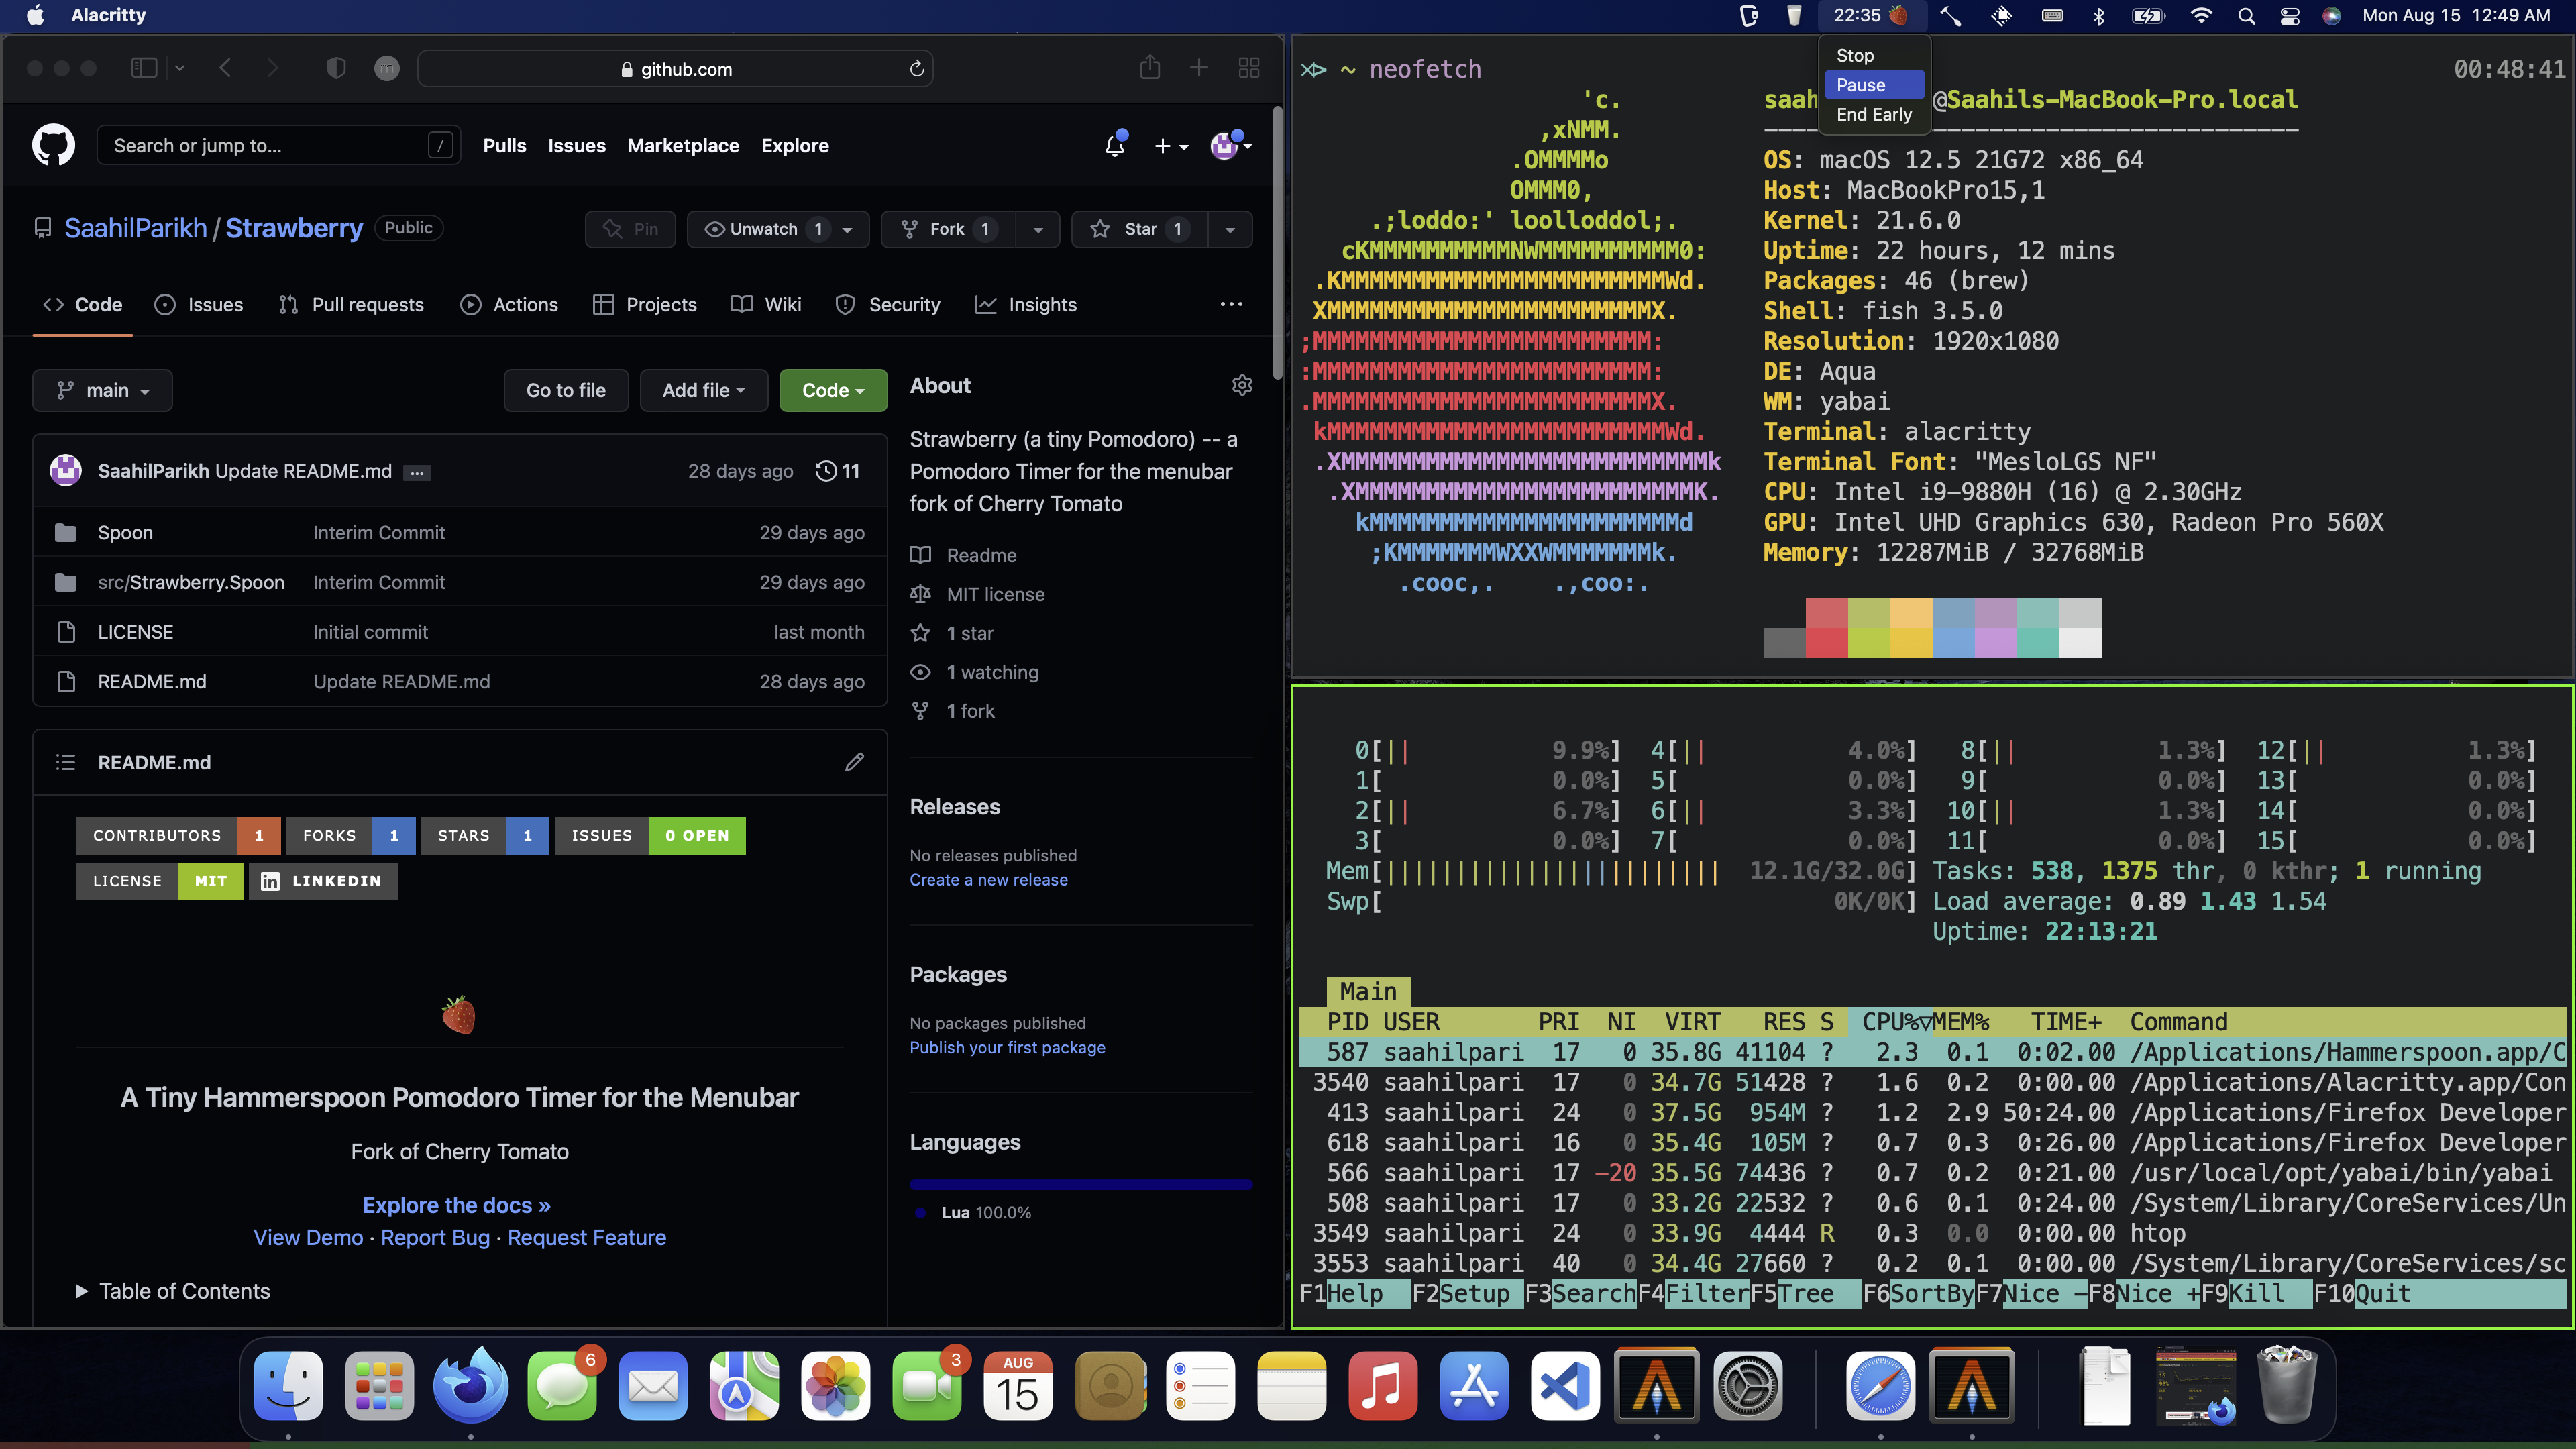 Alacritty
22:35
Mon Aug 15 12:49 AM
Stop
Pause
End Early
github.com
Search or jump to...
/
Pulls
Issues
Marketplace
Explore
SaahilParikh / Strawberry
Public
Pin
Unwatch 1
Fork 1
Star 1
Code
Issues
Pull requests
Actions
Projects
Wiki
Security
Insights
main
Go to file
Add file
Code
SaahilParikh Update README.md ...
28 days ago
11
Spoon Interim Commit 29 days ago
src/Strawberry.Spoon Interim Commit 29 days ago
LICENSE Initial commit last month
README.md Update README.md 28 days ago
README.md
CONTRIBUTORS 1
FORKS 1
STARS 1
ISSUES 0 OPEN
LICENSE MIT
in LINKEDIN
A Tiny Hammerspoon Pomodoro Timer for the Menubar
Fork of Cherry Tomato
Explore the docs »
View Demo · Report Bug · Request Feature
Table of Contents
About
Strawberry (a tiny Pomodoro) -- a
Pomodoro Timer for the menubar
fork of Cherry Tomato
Readme
MIT license
1 star
1 watching
1 fork
Releases
No releases published
Create a new release
Packages
No packages published
Publish your first package
Languages
Lua 100.0%
~ neofetch
00:48:41
saah
@Saahils-MacBook-Pro.local
OS: macOS 12.5 21G72 x86_64
Host: MacBookPro15,1
Kernel: 21.6.0
Uptime: 22 hours, 12 mins
Packages: 46 (brew)
Shell: fish 3.5.0
Resolution: 1920x1080
DE: Aqua
WM: yabai
Terminal: alacritty
Terminal Font: "MesloLGS NF"
CPU: Intel i9-9880H (16) @ 2.30GHz
GPU: Intel UHD Graphics 630, Radeon Pro 560X
Memory: 12287MiB / 32768MiB
0[|| 9.9%] 4[|| 4.0%] 8[|| 1.3%] 12[|| 1.3%]
1[ 0.0%] 5[ 0.0%] 9[ 0.0%] 13[ 0.0%]
2[|| 6.7%] 6[|| 3.3%] 10[|| 1.3%] 14[ 0.0%]
3[ 0.0%] 7[ 0.0%] 11[ 0.0%] 15[ 0.0%]
Mem[|||||||||||||||||||||||| 12.1G/32.0G] Tasks: 538, 1375 thr, 0 kthr; 1 running
Swp[ 0K/0K] Load average: 0.89 1.43 1.54
Uptime: 22:13:21
Main
PID USER PRI NI VIRT RES S CPU%▽MEM% TIME+ Command
587 saahilpari 17 0 35.8G 41104 ? 2.3 0.1 0:02.00 /Applications/Hammerspoon.app/C
3540 saahilpari 17 0 34.7G 51428 ? 1.6 0.2 0:00.00 /Applications/Alacritty.app/Con
413 saahilpari 24 0 37.5G 954M ? 1.2 2.9 50:24.00 /Applications/Firefox Developer
618 saahilpari 16 0 35.4G 105M ? 0.7 0.3 0:26.00 /Applications/Firefox Developer
566 saahilpari 17 -20 35.5G 74436 ? 0.7 0.2 0:21.00 /usr/local/opt/yabai/bin/yabai
508 saahilpari 17 0 33.2G 22532 ? 0.6 0.1 0:24.00 /System/Library/CoreServices/Un
3549 saahilpari 24 0 33.9G 4444 R 0.3 0.0 0:00.00 htop
3553 saahilpari 40 0 34.4G 27660 ? 0.2 0.1 0:00.00 /System/Library/CoreServices/sc
F1Help F2Setup F3SearchF4FilterF5Tree F6SortByF7Nice -F8Nice +F9Kill F10Quit
6
3
AUG
15